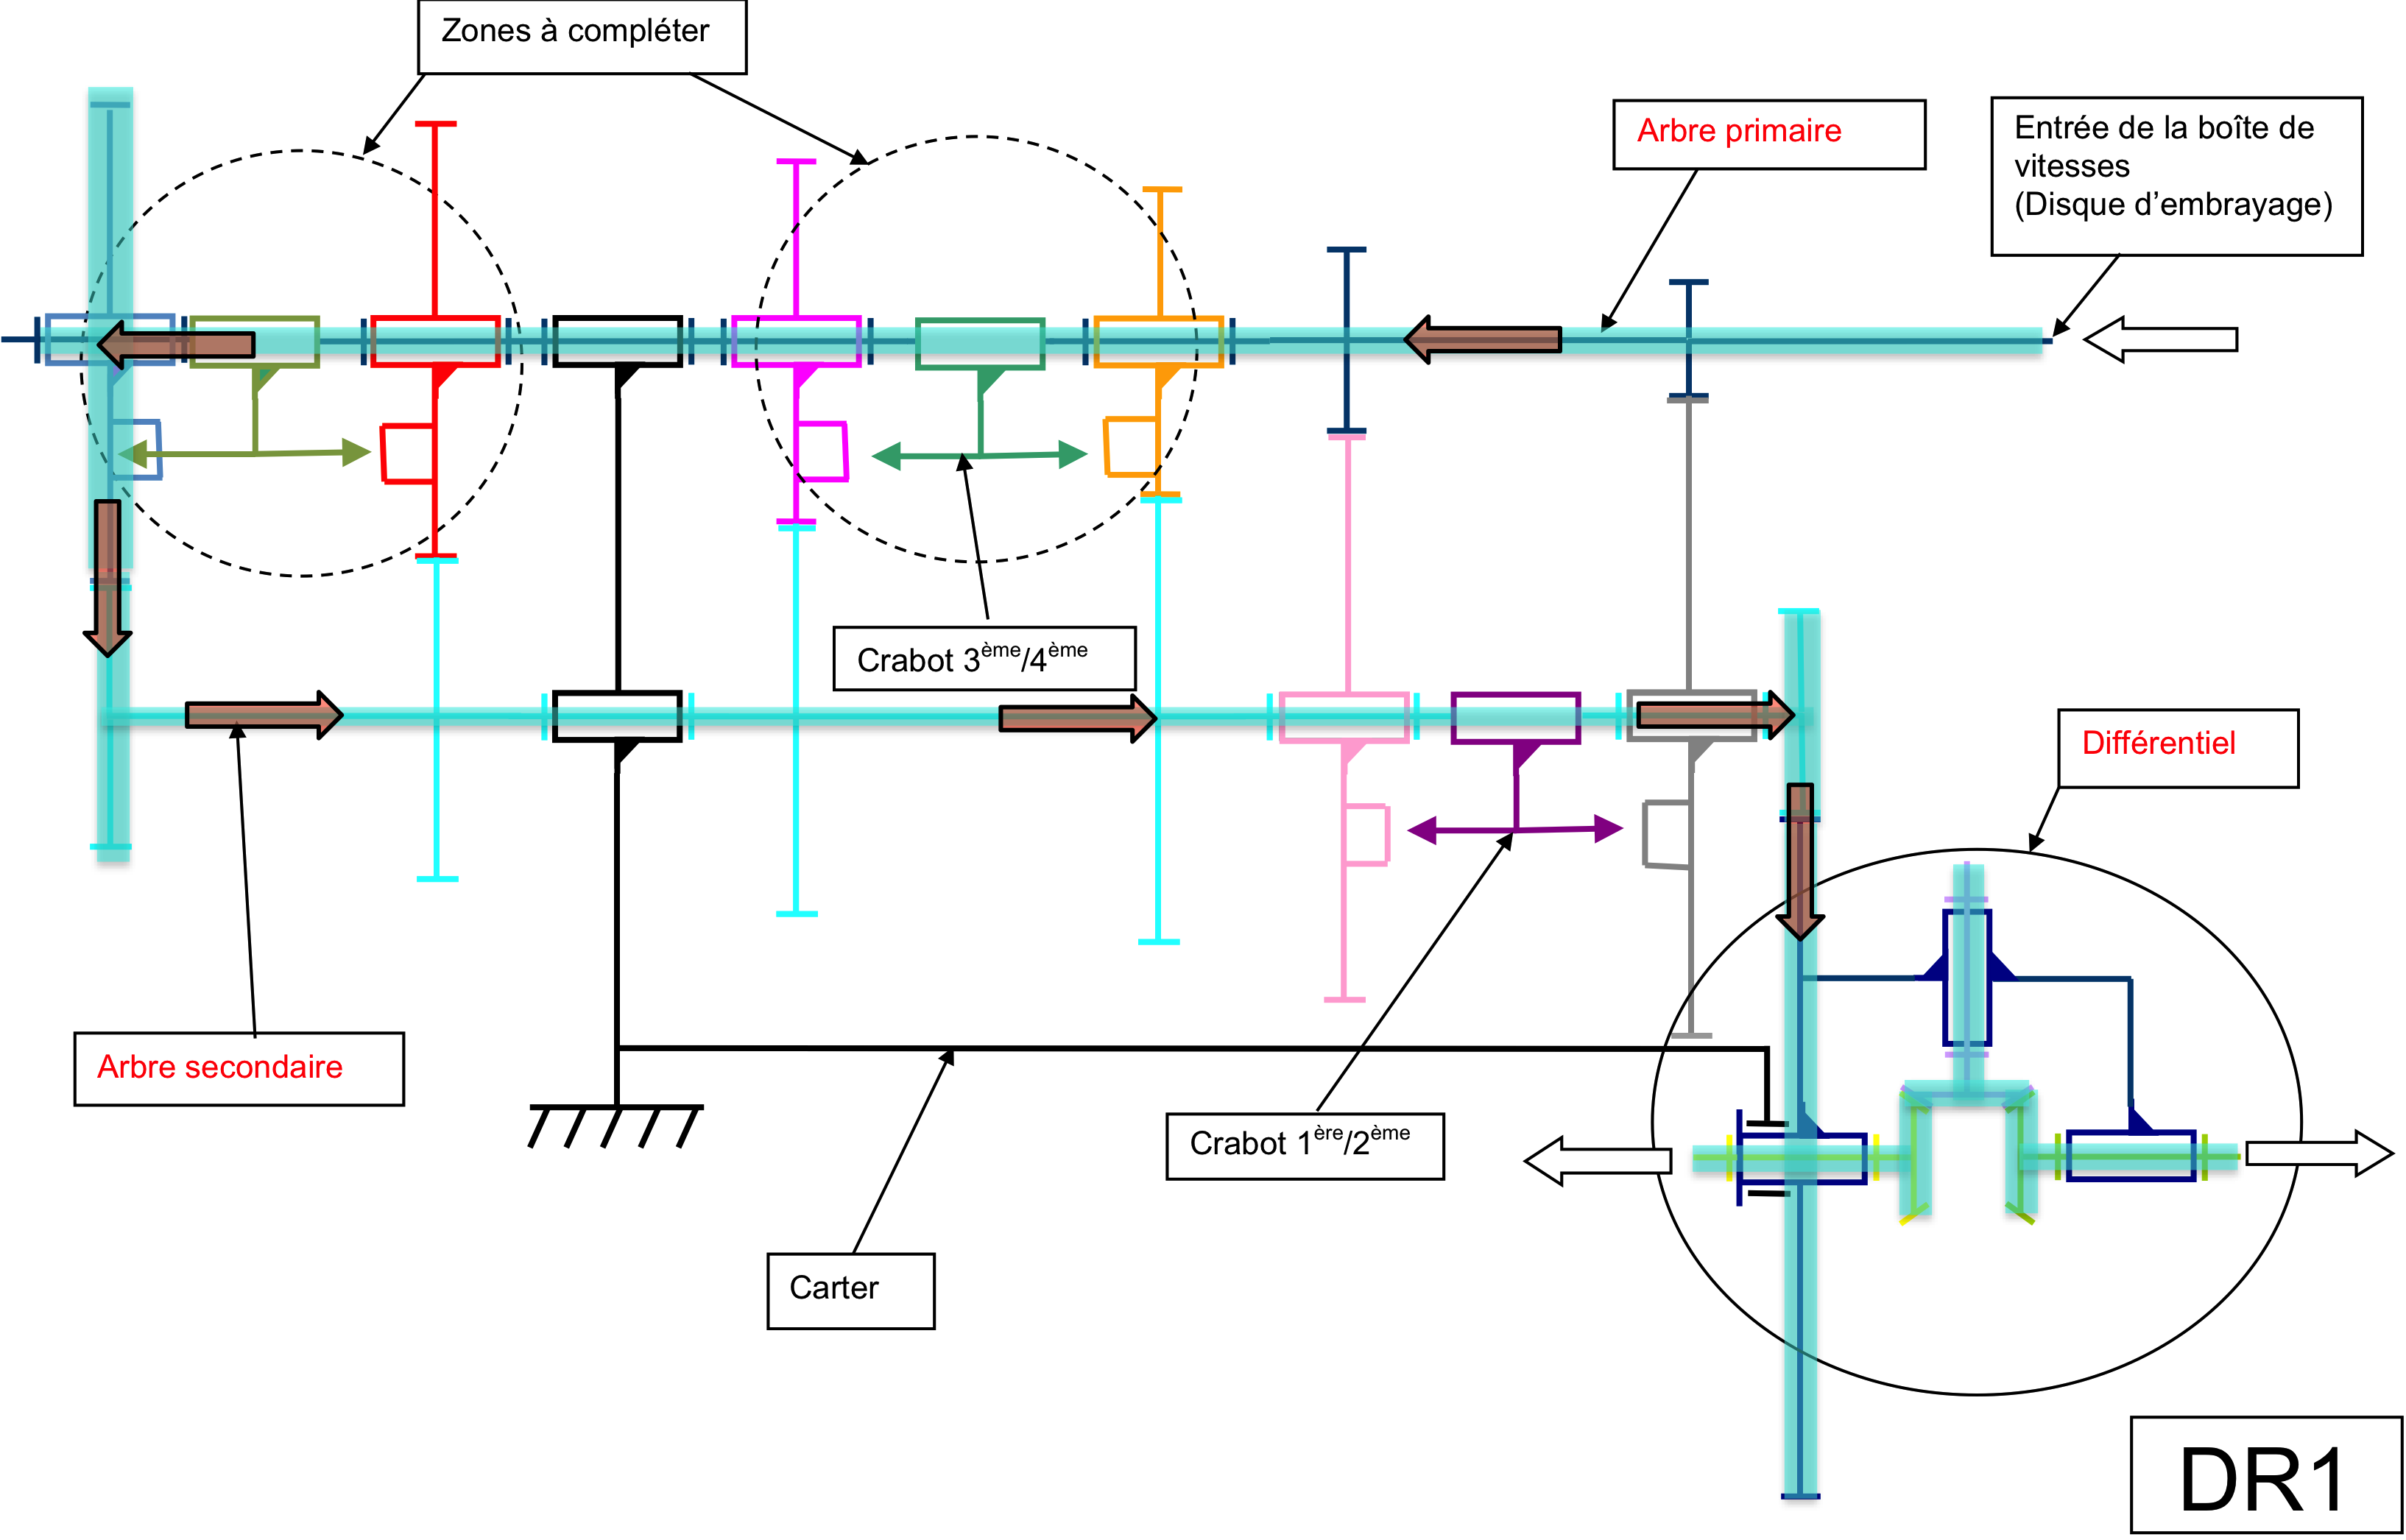 Zones à compléter
Arbre primaire
Entrée de la boîte de
vitesses
(Disque d’embrayage)
Crabot 3ème/4ème
Différentiel
Arbre secondaire
Crabot 1ère/2ème
Carter
DR1